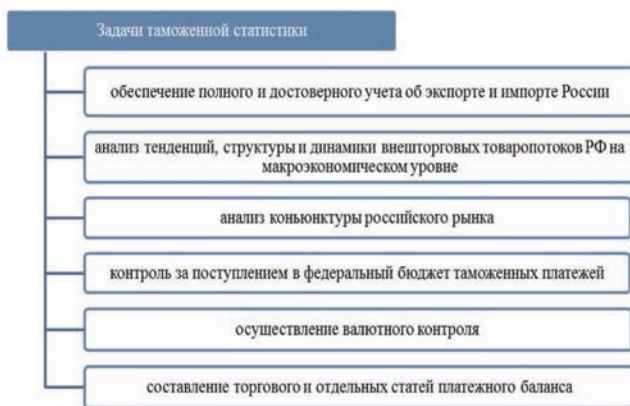 Задачи таможенной статистики
обеспечение полного и достоверного учета об экспорте и импорте России
анализ тенденций, структуры и динамики внешторговых товаропотоков РФ на
макроэкономическом уровне
анализ коньюнктуры российского рынка
контроль за поступлением в федеральный бюджет таможенных платежей
осуществление валютного контроля
составление торгового и отдельных статей платежного баланса